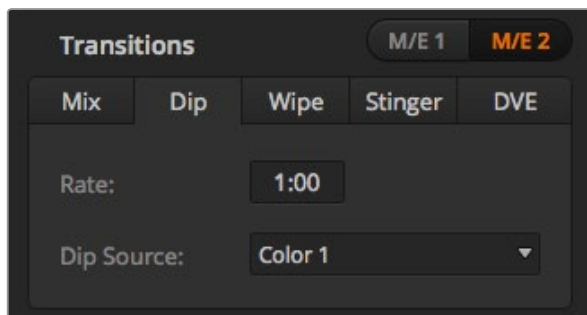 Transitions M/E 1 M/E 2
Mix Dip Wipe Stinger DVE
Rate: 1:00
Dip Source: Color 1